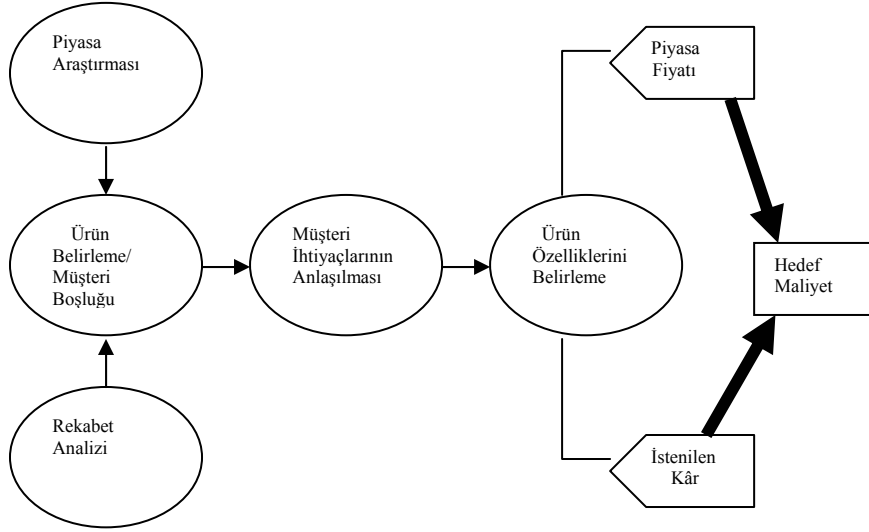 Piyasa
Araştırması
Ürün
Belirleme/
Müşteri
Boşluğu
Rekabet
Analizi
Müşteri
İhtiyaçlarının
Anlaşılması
Ürün
Özelliklerini
Belirleme
Piyasa
Fiyatı
İstenilen
Kâr
Hedef
Maliyet